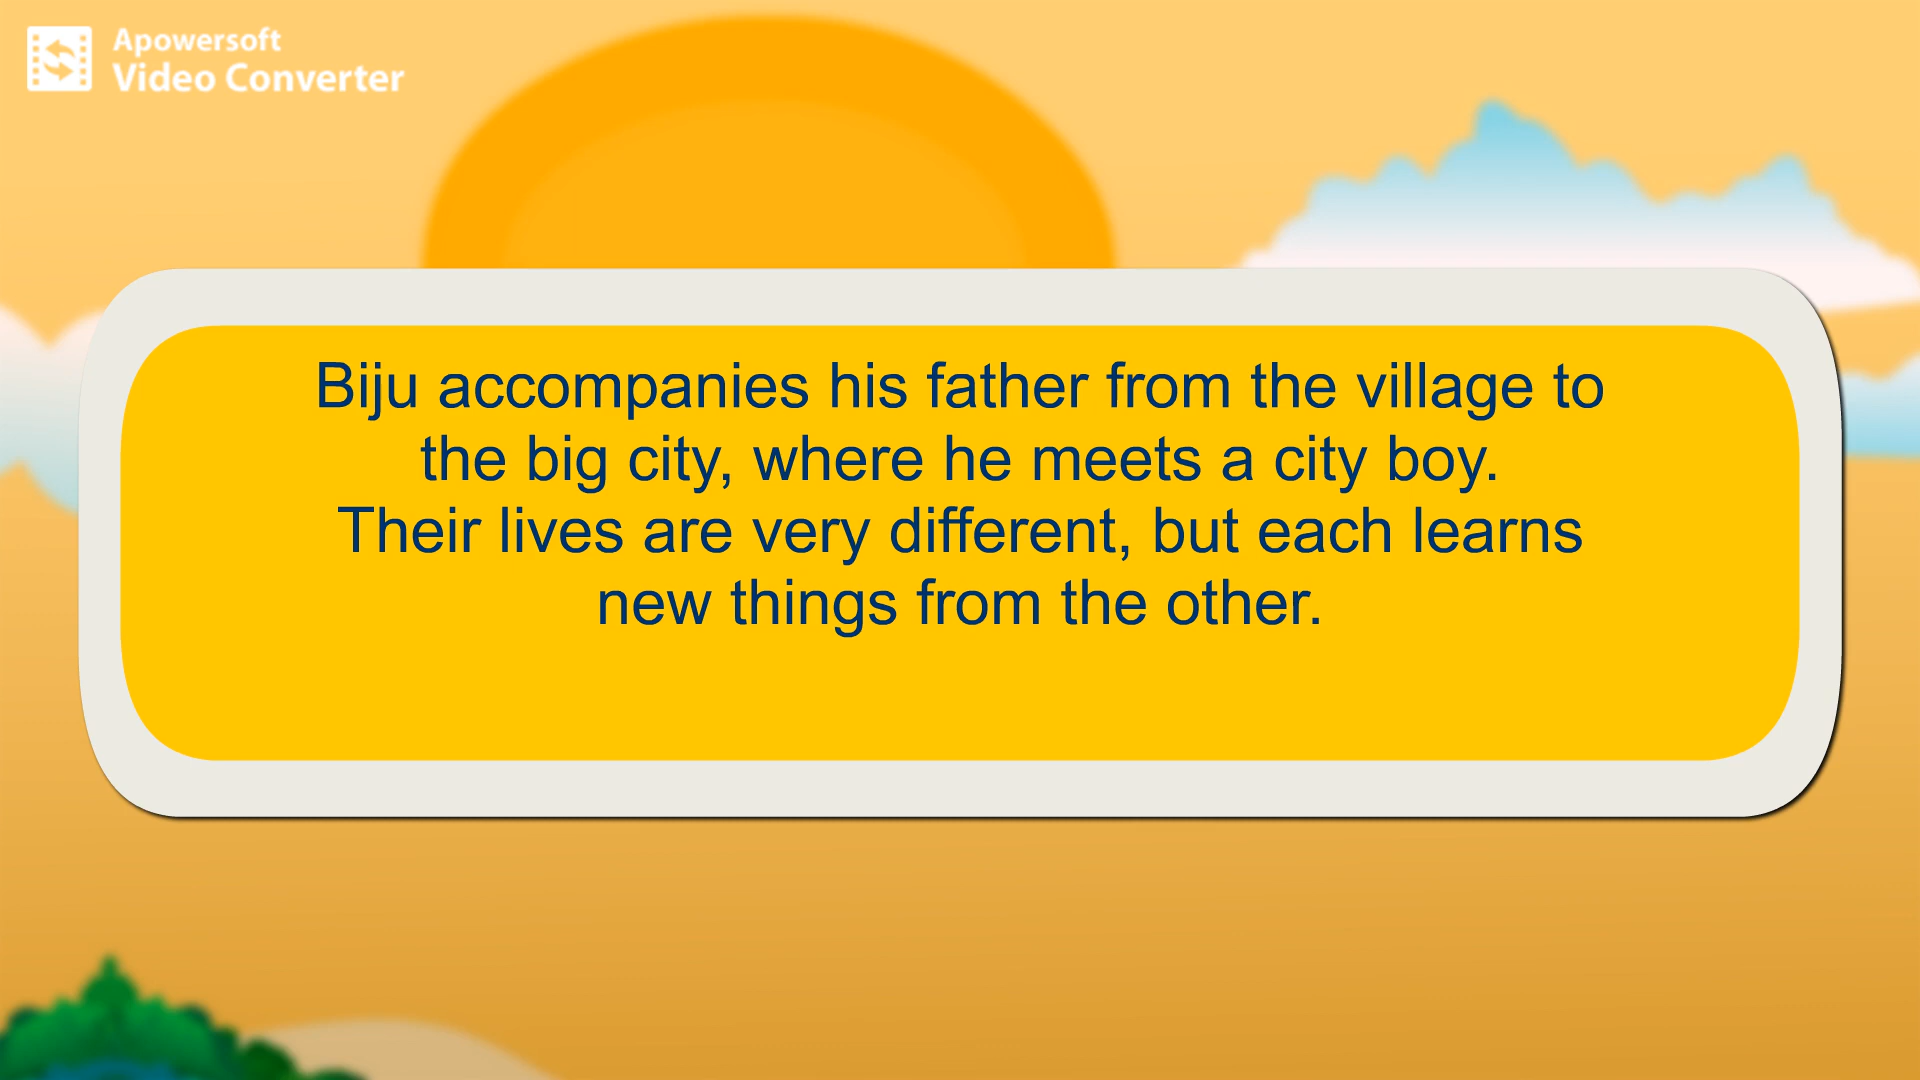 Apowersoft
Video Converter
Biju accompanies his father from the village to
the big city, where he meets a city boy.
Their lives are very different, but each learns
new things from the other.